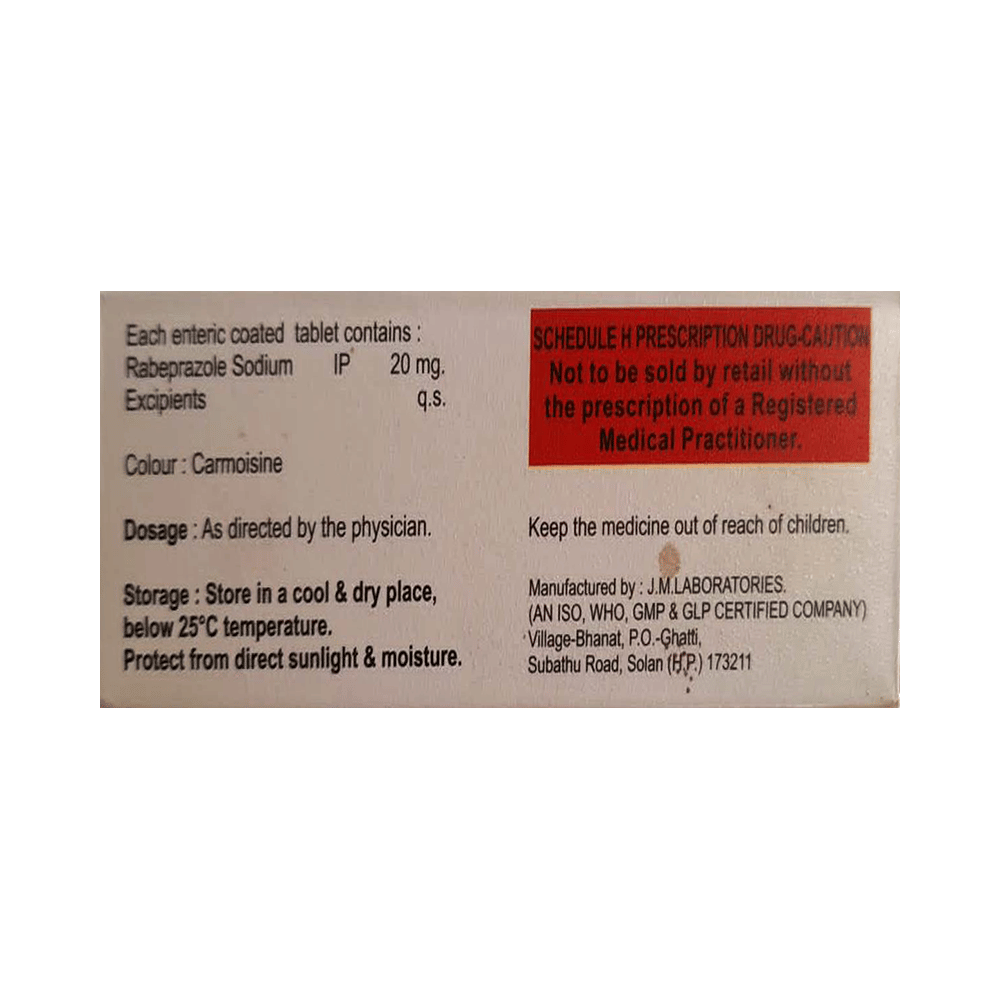 Each enteric coated tablet contains :
Rabeprazole Sodium IP 20 mg.
Excipients q.s.
Colour : Carmoisine
Dosage : As directed by the physician.
Storage : Store in a cool & dry place,
below 25°C temperature.
Protect from direct sunlight & moisture.
SCHEDULE H PRESCRIPTION DRUG-CAUTION
Not to be sold by retail without
the prescription of a Registered
Medical Practitioner.
Keep the medicine out of reach of children.
Manufactured by : J.M.LABORATORIES.
(AN ISO, WHO, GMP & GLP CERTIFIED COMPANY)
Village-Bhanat, P.O.-Ghatti,
Subathu Road, Solan (H.P.) 173211